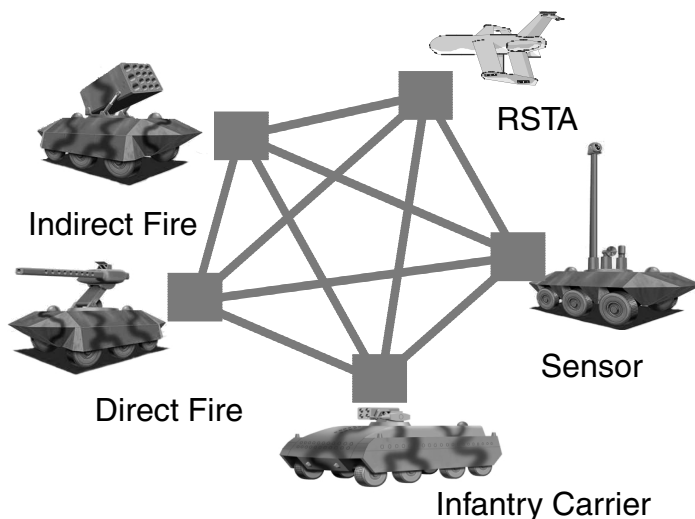 RSTA
Indirect Fire
Sensor
Direct Fire
Infantry Carrier